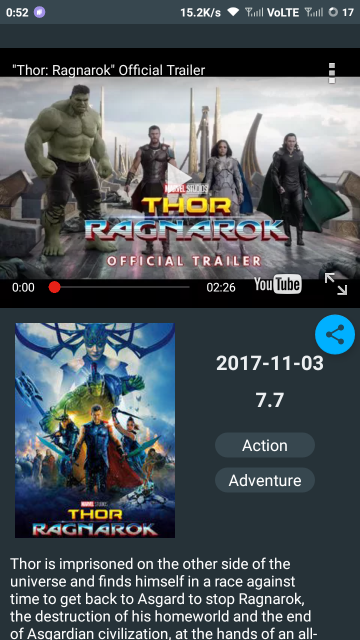 0:52
15.2K/s
VoLTE
17
"Thor: Ragnarok" Official Trailer
MARVEL STUDIOS
THOR
RAGNAROK
OFFICIAL TRAILER
0:00
02:26
YouTube
2017-11-03
7.7
Action
Adventure
MARVEL STUDIOS
THOR
RAGNAROK
Thor is imprisoned on the other side of the
universe and finds himself in a race against
time to get back to Asgard to stop Ragnarok,
the destruction of his homeworld and the end
of Asgardian civilization, at the hands of an all-